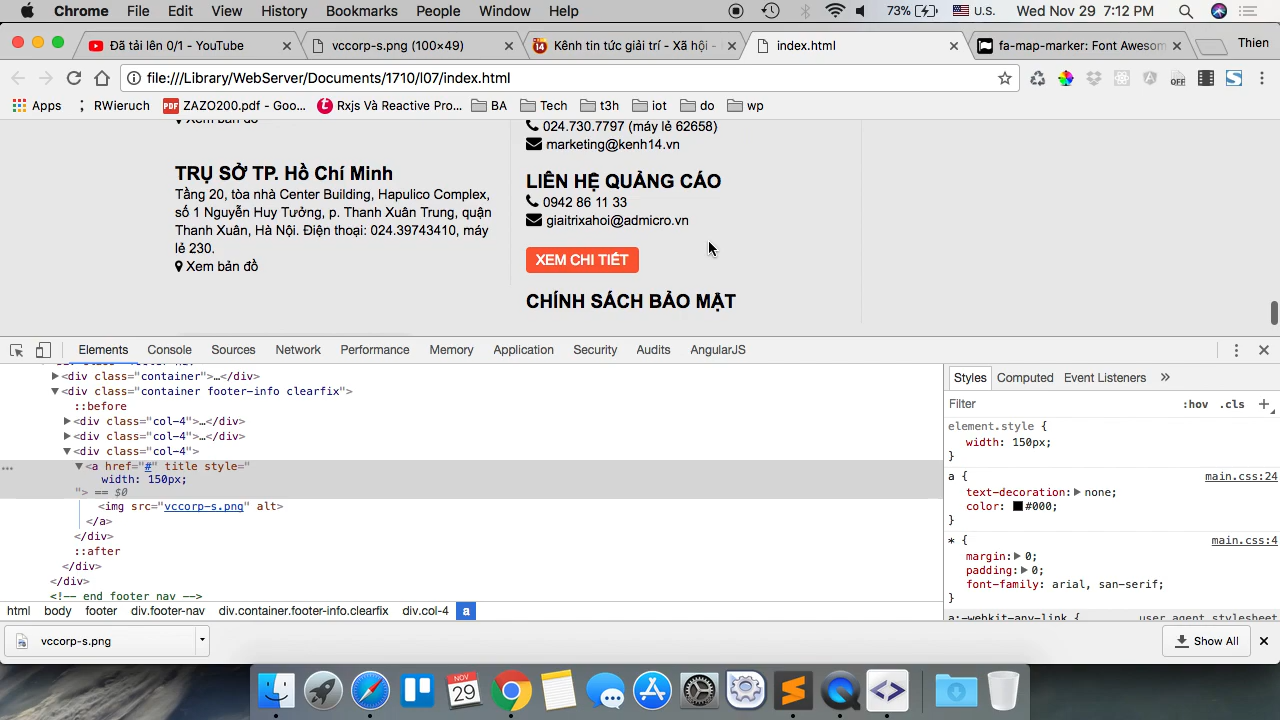 Chrome File Edit View History Bookmarks People Window Help 73% U.S. Wed Nov 29 7:12 PM
Đã tải lên 0/1 - YouTube vccorp-s.png (100×49) Kênh tin tức giải trí - Xã hội - index.html fa-map-marker: Font Awesom Thien
file:///Library/WebServer/Documents/1710/l07/index.html
Apps RWieruch ZAZO200.pdf - Goo... Rxjs Và Reactive Pro... BA Tech t3h iot do wp
Xem bản đồ
024.730.7797 (máy lẻ 62658)
marketing@kenh14.vn
TRỤ SỞ TP. Hồ Chí Minh
Tầng 20, tòa nhà Center Building, Hapulico Complex,
số 1 Nguyễn Huy Tưởng, p. Thanh Xuân Trung, quận
Thanh Xuân, Hà Nội. Điện thoại: 024.39743410, máy
lẻ 230.
Xem bản đồ
LIÊN HỆ QUẢNG CÁO
0942 86 11 33
giaitrixahoi@admicro.vn
XEM CHI TIẾT
CHÍNH SÁCH BẢO MẬT
Elements Console Sources Network Performance Memory Application Security Audits AngularJS
<div class="container">…</div>
<div class="container footer-info clearfix">
::before
<div class="col-4">…</div>
<div class="col-4">…</div>
<div class="col-4">
<a href="#" title style="
width: 150px;
"> == $0
<img src="vccorp-s.png" alt>
</a>
</div>
::after
</div>
</div>
<!-- end footer nav -->
html body footer div.footer-nav div.container.footer-info.clearfix div.col-4 a
Styles Computed Event Listeners »
Filter :hov .cls +
element.style {
width: 150px;
}
a { main.css:24
text-decoration: none;
color: #000;
}
* { main.css:4
margin: 0;
padding: 0;
font-family: arial, san-serif;
}
a:-webkit-any-link { user agent stylesheet
vccorp-s.png Show All
NOV
29